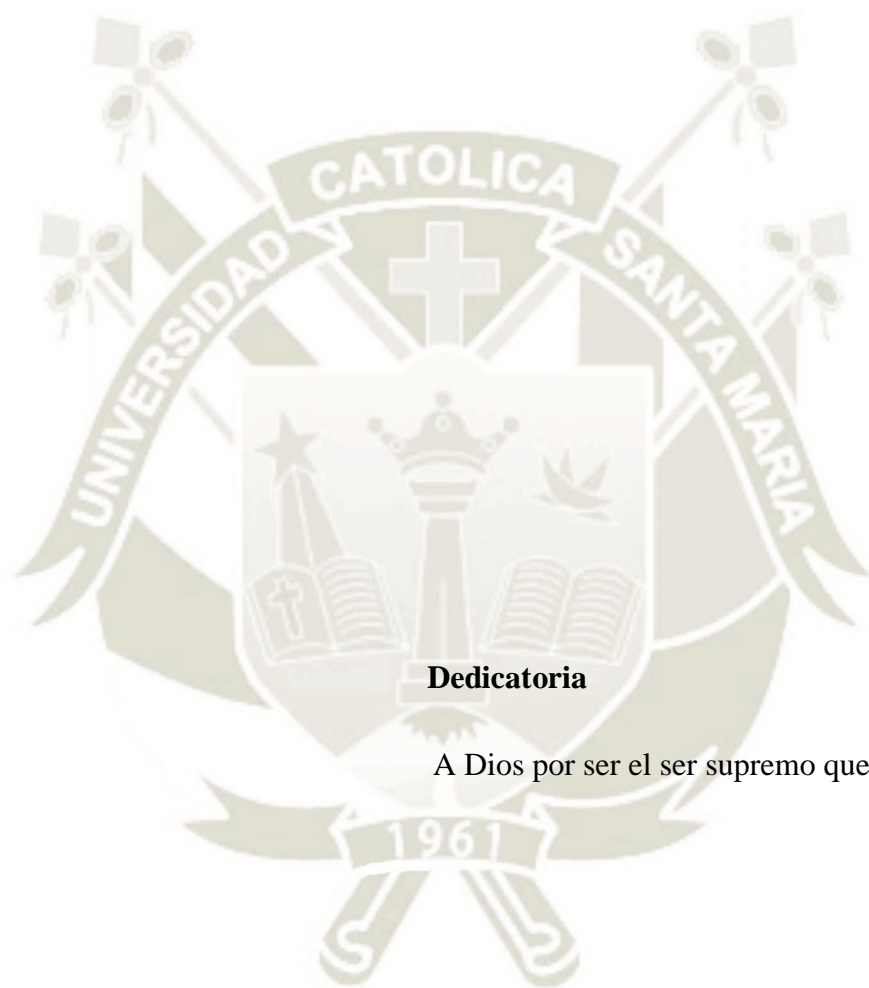 CATOLICA
UNIVERSIDAD
SANTA MARIA
Dedicatoria
A Dios por ser el ser supremo que
1961